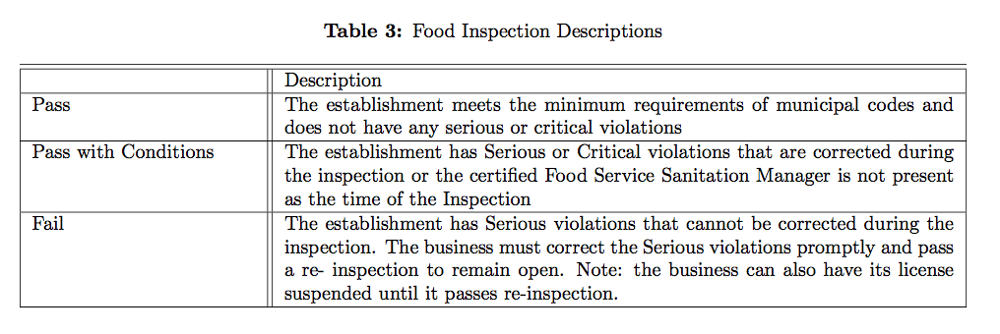 Table 3: Food Inspection Descriptions
Description
Pass
The establishment meets the minimum requirements of municipal codes and
does not have any serious or critical violations
Pass with Conditions
The establishment has Serious or Critical violations that are corrected during
the inspection or the certified Food Service Sanitation Manager is not present
as the time of the Inspection
Fail
The establishment has Serious violations that cannot be corrected during the
inspection. The business must correct the Serious violations promptly and pass
a re- inspection to remain open. Note: the business can also have its license
suspended until it passes re-inspection.